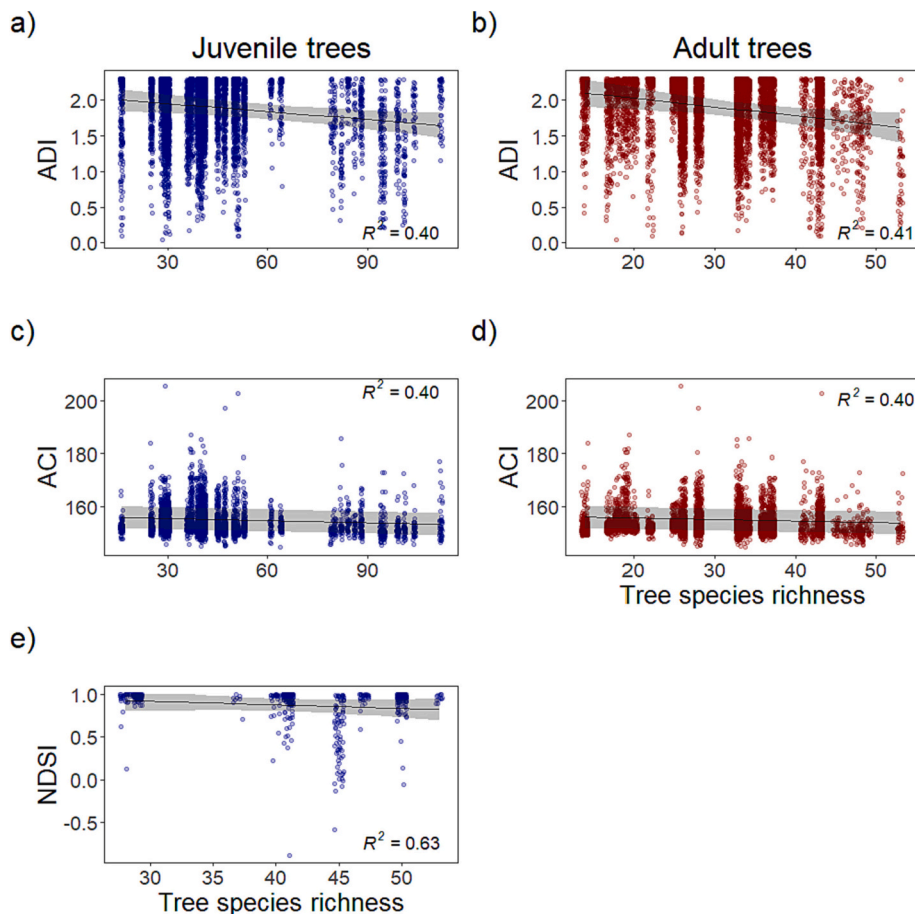 a)
Juvenile trees
ADI
2.0
1.5
1.0
0.5
0.0
R² = 0.40
30 60 90
b)
Adult trees
ADI
2.0
1.5
1.0
0.5
0.0
R² = 0.41
20 30 40 50
c)
ACI
200
180
160
R² = 0.40
30 60 90
d)
ACI
200
180
160
R² = 0.40
20 30 40 50
Tree species richness
e)
NDSI
1.0
0.5
0.0
-0.5
R² = 0.63
30 35 40 45 50
Tree species richness